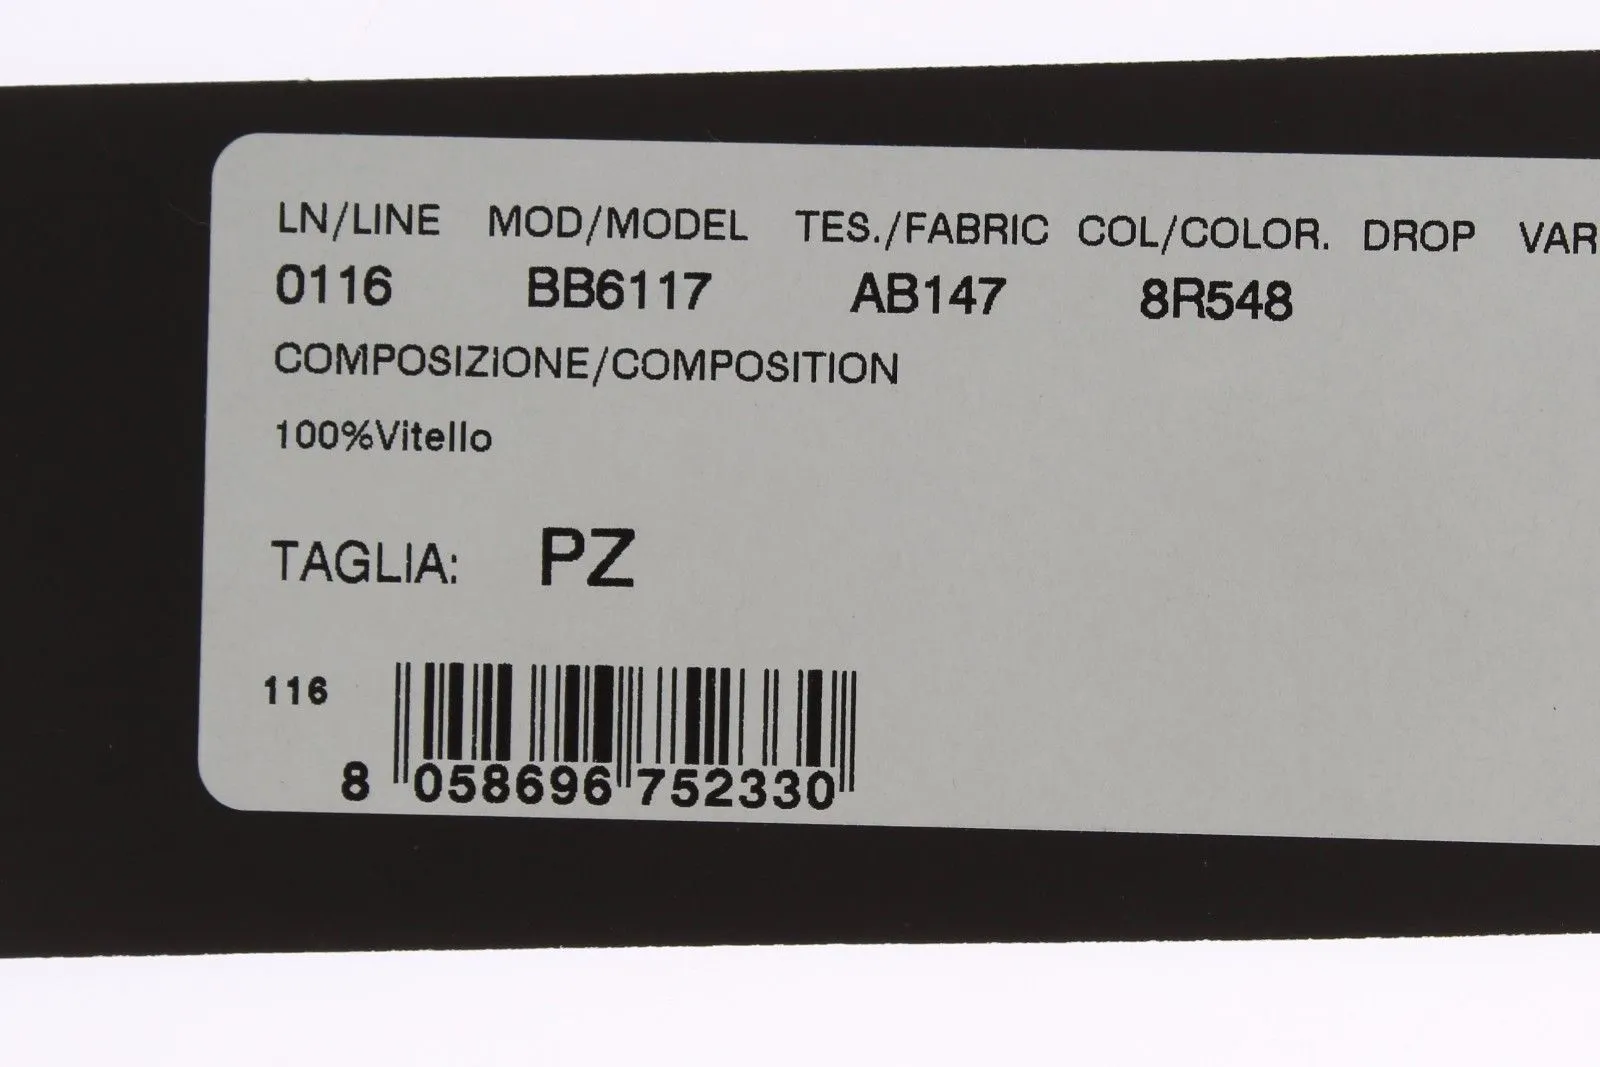 LN/LINE MOD/MODEL TES./FABRIC COL/COLOR. DROP VAR
0116 BB6117 AB147 8R548
COMPOSIZIONE/COMPOSITION
100%Vitello
TAGLIA: PZ
116
8 058696 752330